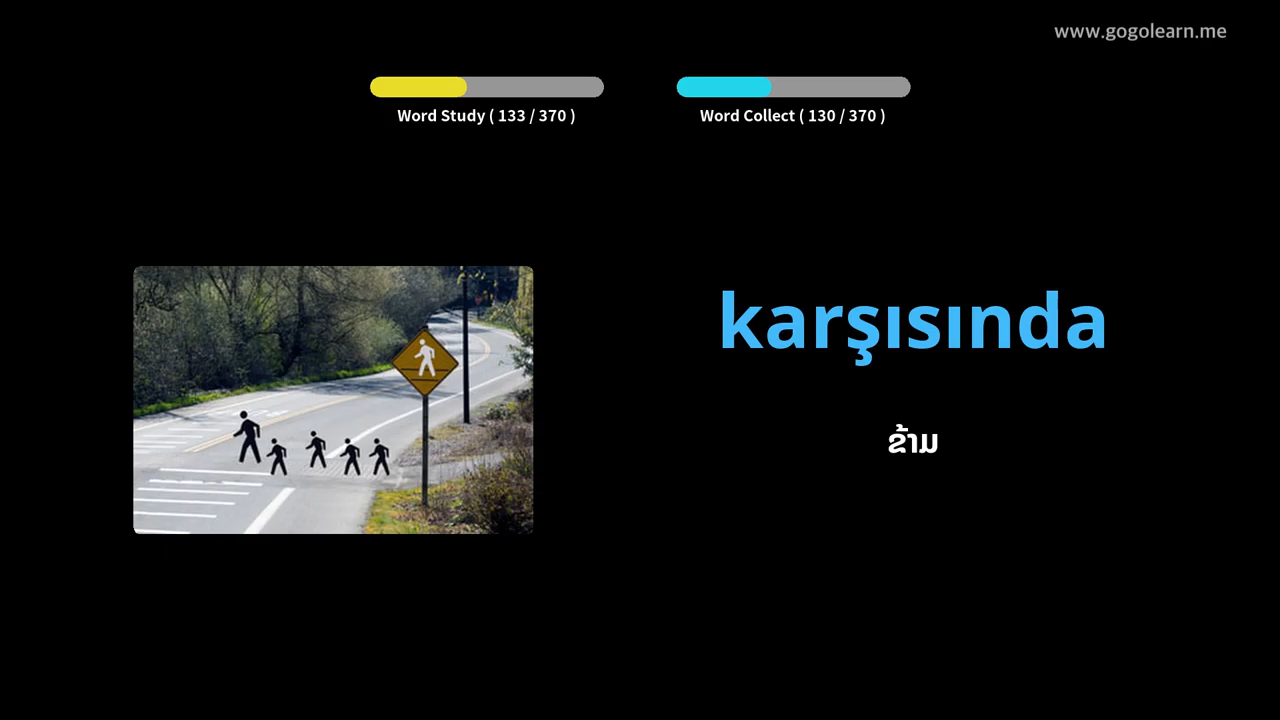 www.gogolearn.me
Word Study ( 133 / 370 )
Word Collect ( 130 / 370 )
karşısında
ຂ້າມ